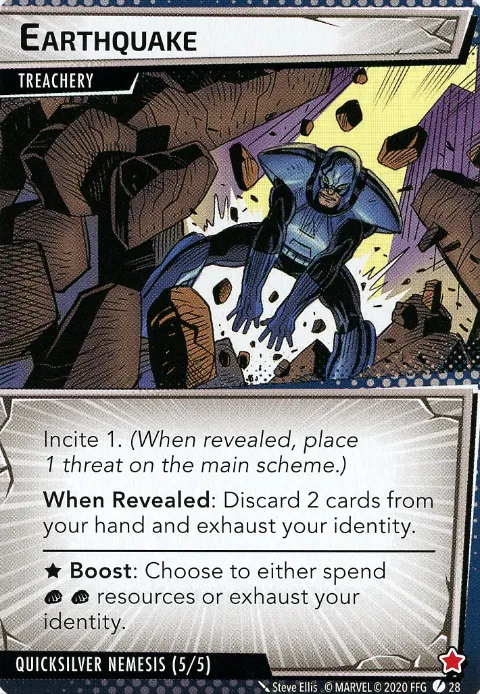 EARTHQUAKE
TREACHERY
Incite 1. (When revealed, place
1 threat on the main scheme.)
When Revealed: Discard 2 cards from
your hand and exhaust your identity.
★ Boost: Choose to either spend
resources or exhaust your
identity.
QUICKSILVER NEMESIS (5/5)
Steve Ellis . © MARVEL © 2020 FFG 28